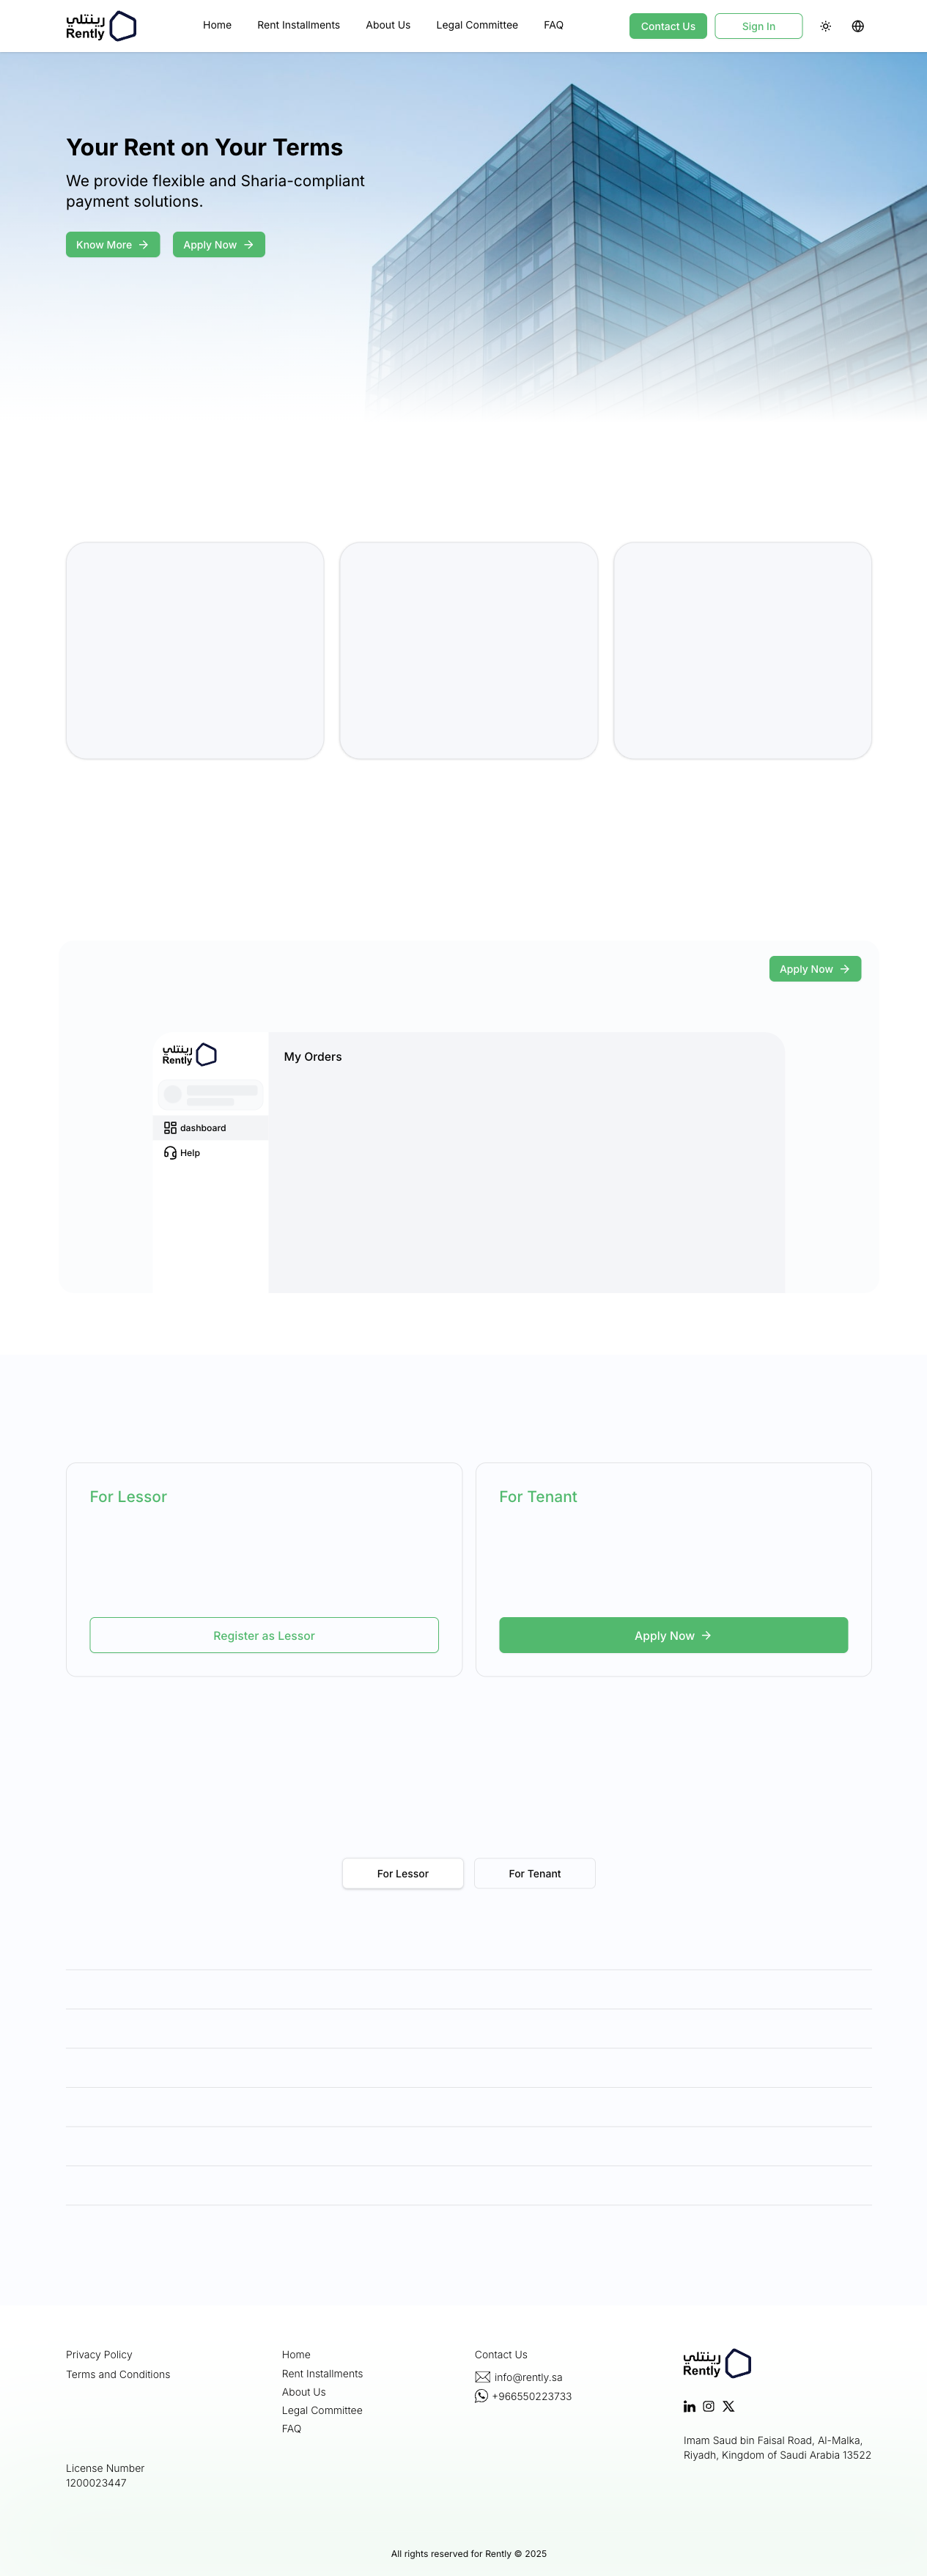 رينتلي
Rently
Home
Rent Installments
About Us
Legal Committee
FAQ
Contact Us
Sign In
Your Rent on Your Terms
We provide flexible and Sharia-compliant
payment solutions.
Know More
Apply Now
Apply Now
رينتلي
Rently
My Orders
dashboard
Help
For Lessor
Register as Lessor
For Tenant
Apply Now
For Lessor
For Tenant
Privacy Policy
Terms and Conditions
License Number
1200023447
Home
Rent Installments
About Us
Legal Committee
FAQ
Contact Us
info@rently.sa
+966550223733
رينتلي
Rently
Imam Saud bin Faisal Road, Al-Malka,
Riyadh, Kingdom of Saudi Arabia 13522
All rights reserved for Rently © 2025